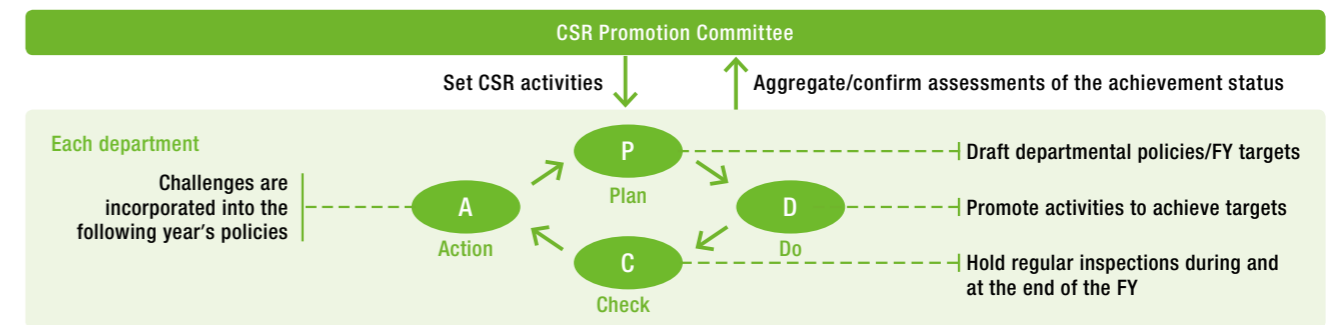 CSR Promotion Committee
Set CSR activities
Aggregate/confirm assessments of the achievement status
Each department
P
Plan
Draft departmental policies/FY targets
Challenges are
incorporated into the
following year's policies
A
Action
D
Do
Promote activities to achieve targets
C
Check
Hold regular inspections during and
at the end of the FY